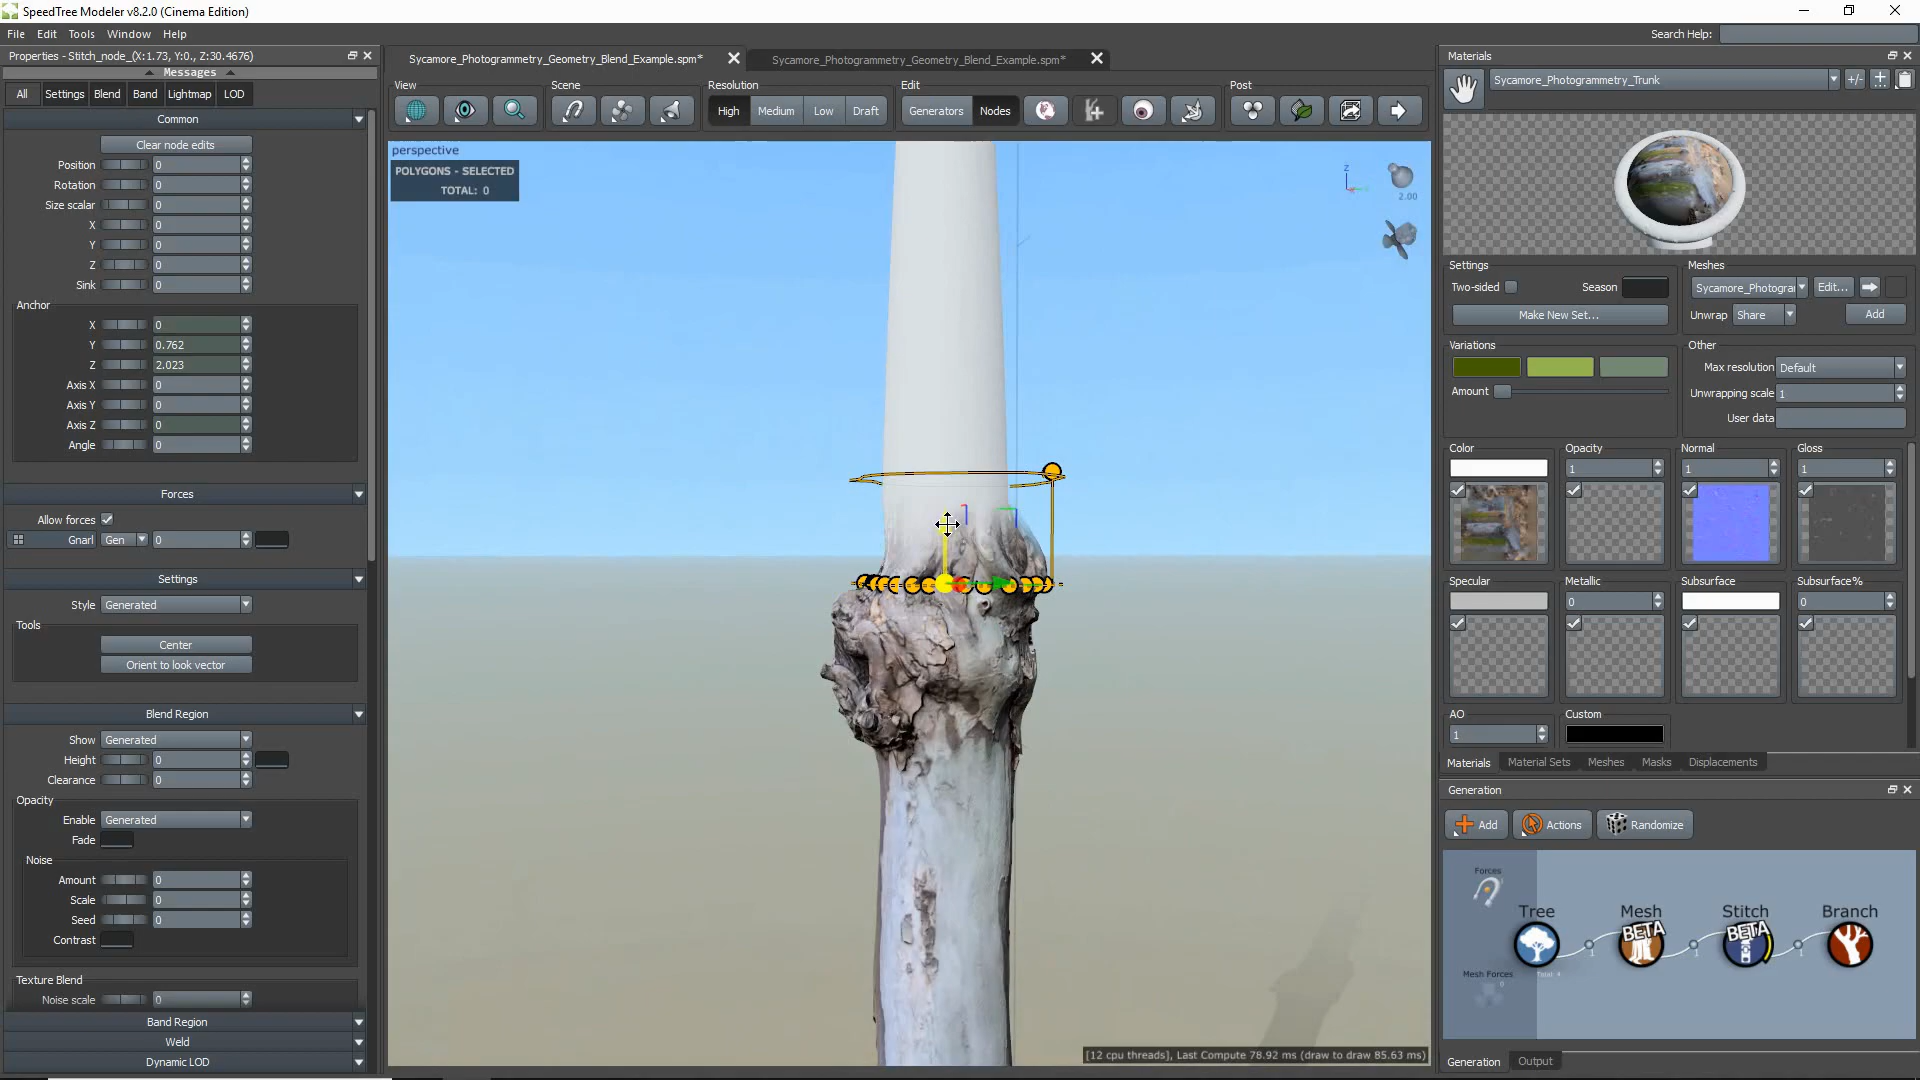 SpeedTree Modeler v8.2.0 (Cinema Edition)
File Edit Tools Window Help
Search Help:
Properties - Stitch_node_(X:1.73, Y:0., Z:30.4676)
Messages
All Settings Blend Band Lightmap LOD
Common
Clear node edits
Position 0
Rotation 0
Size scalar 0
X 0
Y 0
Z 0
Sink 0
Anchor
X 0
Y 0.762
Z 2.023
Axis X 0
Axis Y 0
Axis Z 0
Angle 0
Forces
Allow forces
Gnarl Gen 0
Settings
Style Generated
Tools
Center
Orient to look vector
Blend Region
Show Generated
Height 0
Clearance 0
Opacity
Enable Generated
Fade
Noise
Amount 0
Scale 0
Seed 0
Contrast
Texture Blend
Noise scale 0
Band Region
Weld
Dynamic LOD
Sycamore_Photogrammetry_Geometry_Blend_Example.spm*
Sycamore_Photogrammetry_Geometry_Blend_Example.spm*
View Scene Resolution Edit Post
High Medium Low Draft Generators Nodes
perspective
POLYGONS - SELECTED
TOTAL: 0
Z
2.00
[12 cpu threads], Last Compute 78.92 ms (draw to draw 85.63 ms)
Materials
Sycamore_Photogrammetry_Trunk
+/-
Settings
Two-sided Season
Make New Set...
Meshes
Sycamore_Photogra Edit...
Unwrap Share Add
Variations
Amount
Other
Max resolution Default
Unwrapping scale 1
User data
Color Opacity Normal Gloss
1 1 1
Specular Metallic Subsurface Subsurface%
0 0
AO Custom
1
Materials Material Sets Meshes Masks Displacements
Generation
Add Actions Randomize
Forces
Tree Mesh Stitch Branch
BETA BETA
1 1 1
Total: 4
Mesh Forces
0
Generation Output